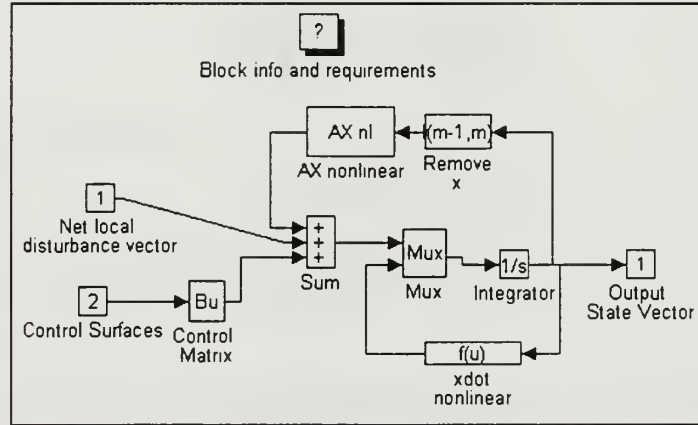 ?
Block info and requirements
AX nl
AX nonlinear
(m-1,m)
Remove
x
1
Net local
disturbance vector
+
+
+
Sum
Mux
Mux
1/s
Integrator
1
Output
State Vector
2
Control Surfaces
Bu
Control
Matrix
f(u)
xdot
nonlinear